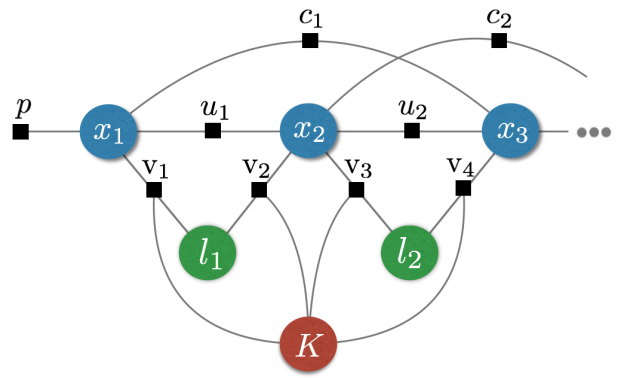 c₁ c₂
p u₁ u₂
x₁ x₂ x₃
v₁ v₂ v₃ v₄
l₁ l₂
K